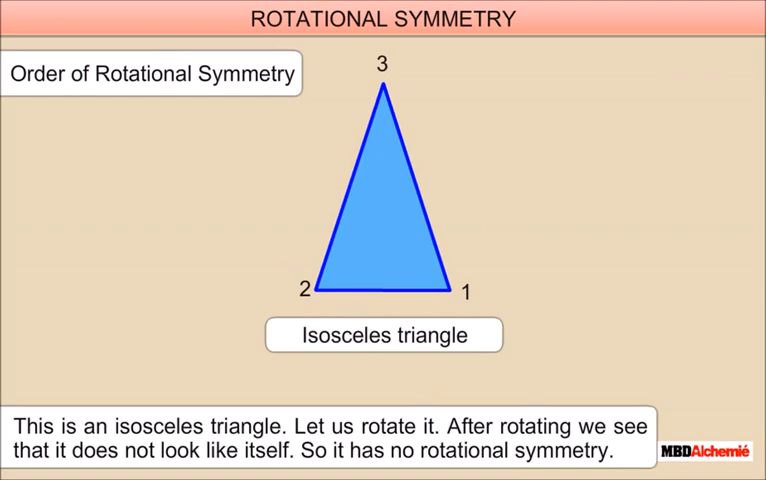 ROTATIONAL SYMMETRY
Order of Rotational Symmetry
3
2
1
Isosceles triangle
This is an isosceles triangle. Let us rotate it. After rotating we see
that it does not look like itself. So it has no rotational symmetry.
MBDAlchemié